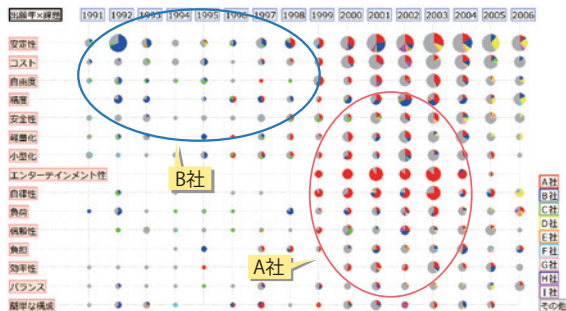 出願年×課題 1991 1992 1993 1994 1995 1996 1997 1998 1999 2000 2001 2002 2003 2004 2005 2006
安定性
コスト
自由度
精度
安全性
軽量化
小型化
エンターテインメント性
自律性
負荷
信頼性
負担
効率性
バランス
簡単な構成
B社
A社
A社
B社
C社
D社
E社
F社
G社
H社
I社
その他